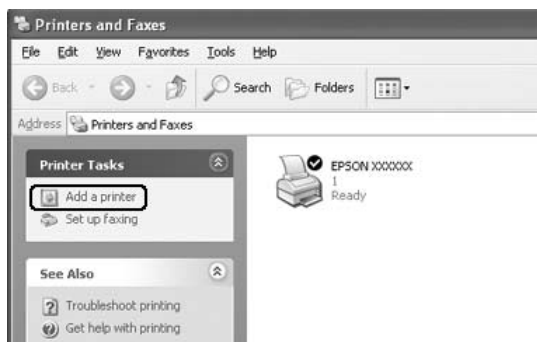 Printers and Faxes
File Edit View Favorites Tools Help
Back Search Folders
Address Printers and Faxes
Printer Tasks
Add a printer
Set up faxing
See Also
Troubleshoot printing
Get help with printing
EPSON XXXXXX
1
Ready